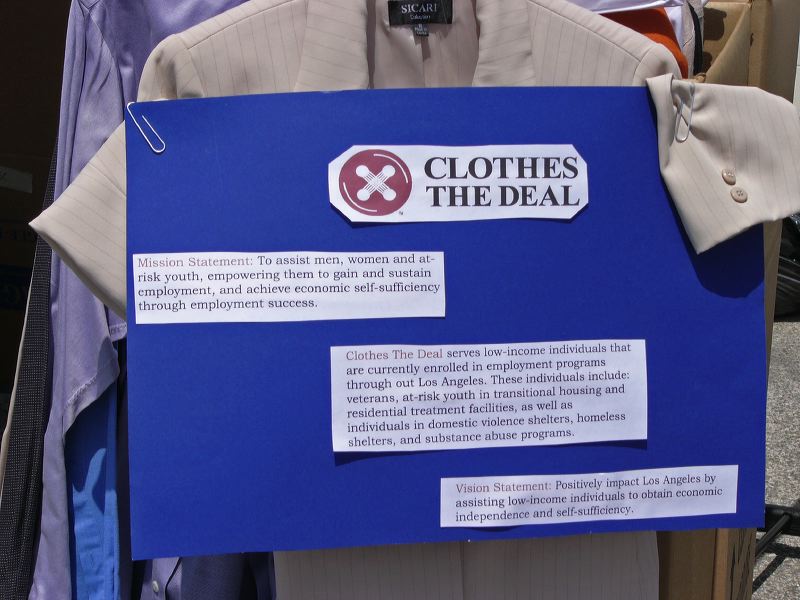 SICARI
Collection
CLOTHES
THE DEAL
Mission Statement: To assist men, women and at-
risk youth, empowering them to gain and sustain
employment, and achieve economic self-sufficiency
through employment success.
Clothes The Deal serves low-income individuals that
are currently enrolled in employment programs
through out Los Angeles. These individuals include:
veterans, at-risk youth in transitional housing and
residential treatment facilities, as well as
individuals in domestic violence shelters, homeless
shelters, and substance abuse programs.
Vision Statement: Positively impact Los Angeles by
assisting low-income individuals to obtain economic
independence and self-sufficiency.